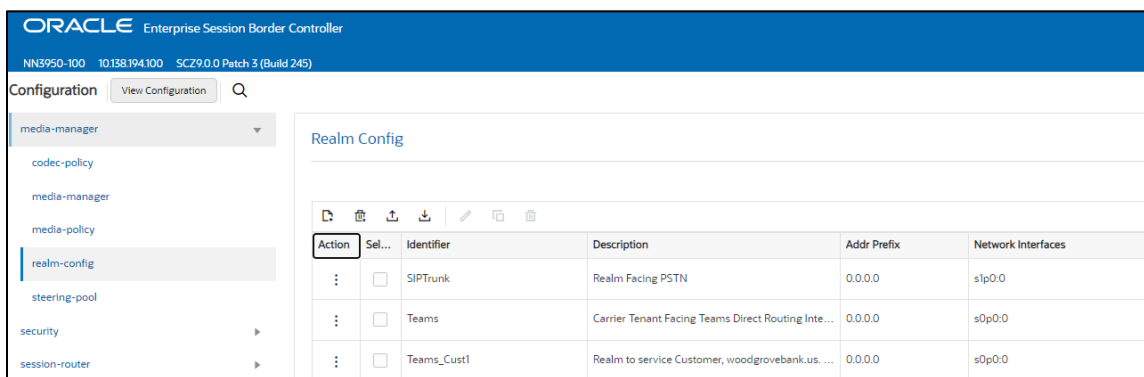 ORACLE Enterprise Session Border Controller
NN3950-100 10.138.194.100 SCZ9.0.0 Patch 3 (Build 245)
Configuration View Configuration
media-manager
codec-policy
media-manager
media-policy
realm-config
steering-pool
security
session-router
Realm Config
Action Sel... Identifier Description Addr Prefix Network Interfaces
SIPTrunk Realm Facing PSTN 0.0.0.0 s1p0:0
Teams Carrier Tenant Facing Teams Direct Routing Inte... 0.0.0.0 s0p0:0
Teams_Cust1 Realm to service Customer, woodgrovebank.us. ... 0.0.0.0 s0p0:0